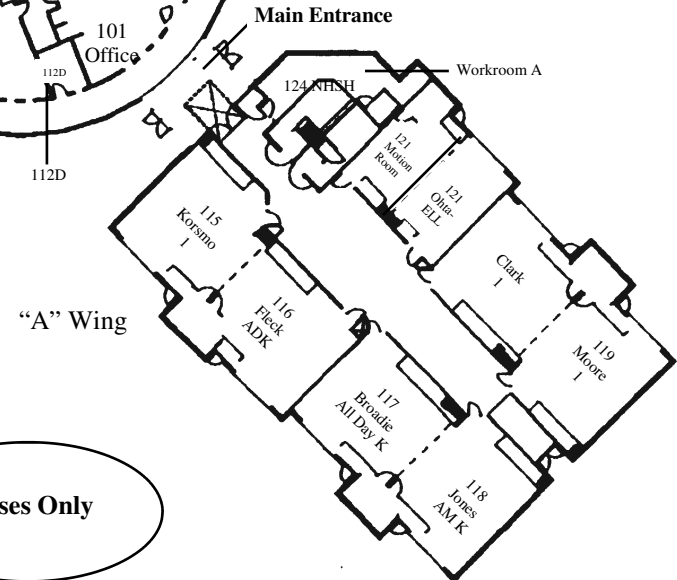 Main Entrance
101
Office
112D
112D
Workroom A
124 NHSH
121
Motion
Room
121
Ohta-
ELL
115
Korsmo
1
Clark
1
116
Fleck
ADK
"A" Wing
119
Moore
1
117
Broadie
All Day K
118
Jones
AM K
ses Only